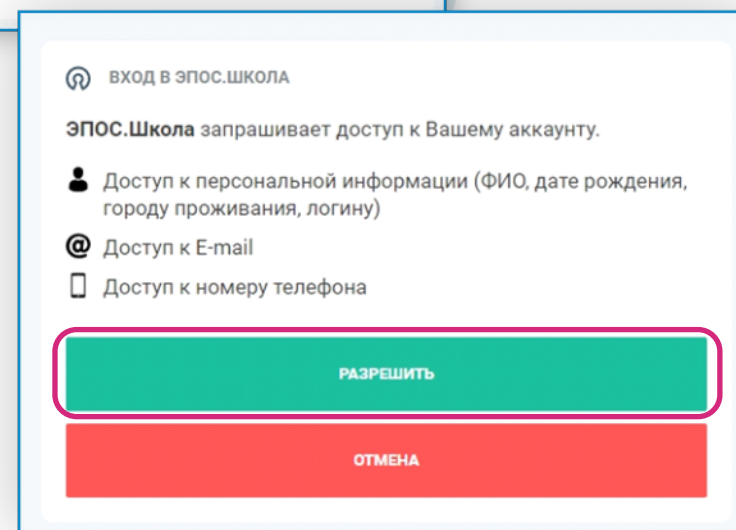 ВХОД В ЭПОС.ШКОЛА
ЭПОС.Школа запрашивает доступ к Вашему аккаунту.
Доступ к персональной информации (ФИО, дате рождения,
городу проживания, логину)
@ Доступ к E-mail
Доступ к номеру телефона
РАЗРЕШИТЬ
ОТМЕНА